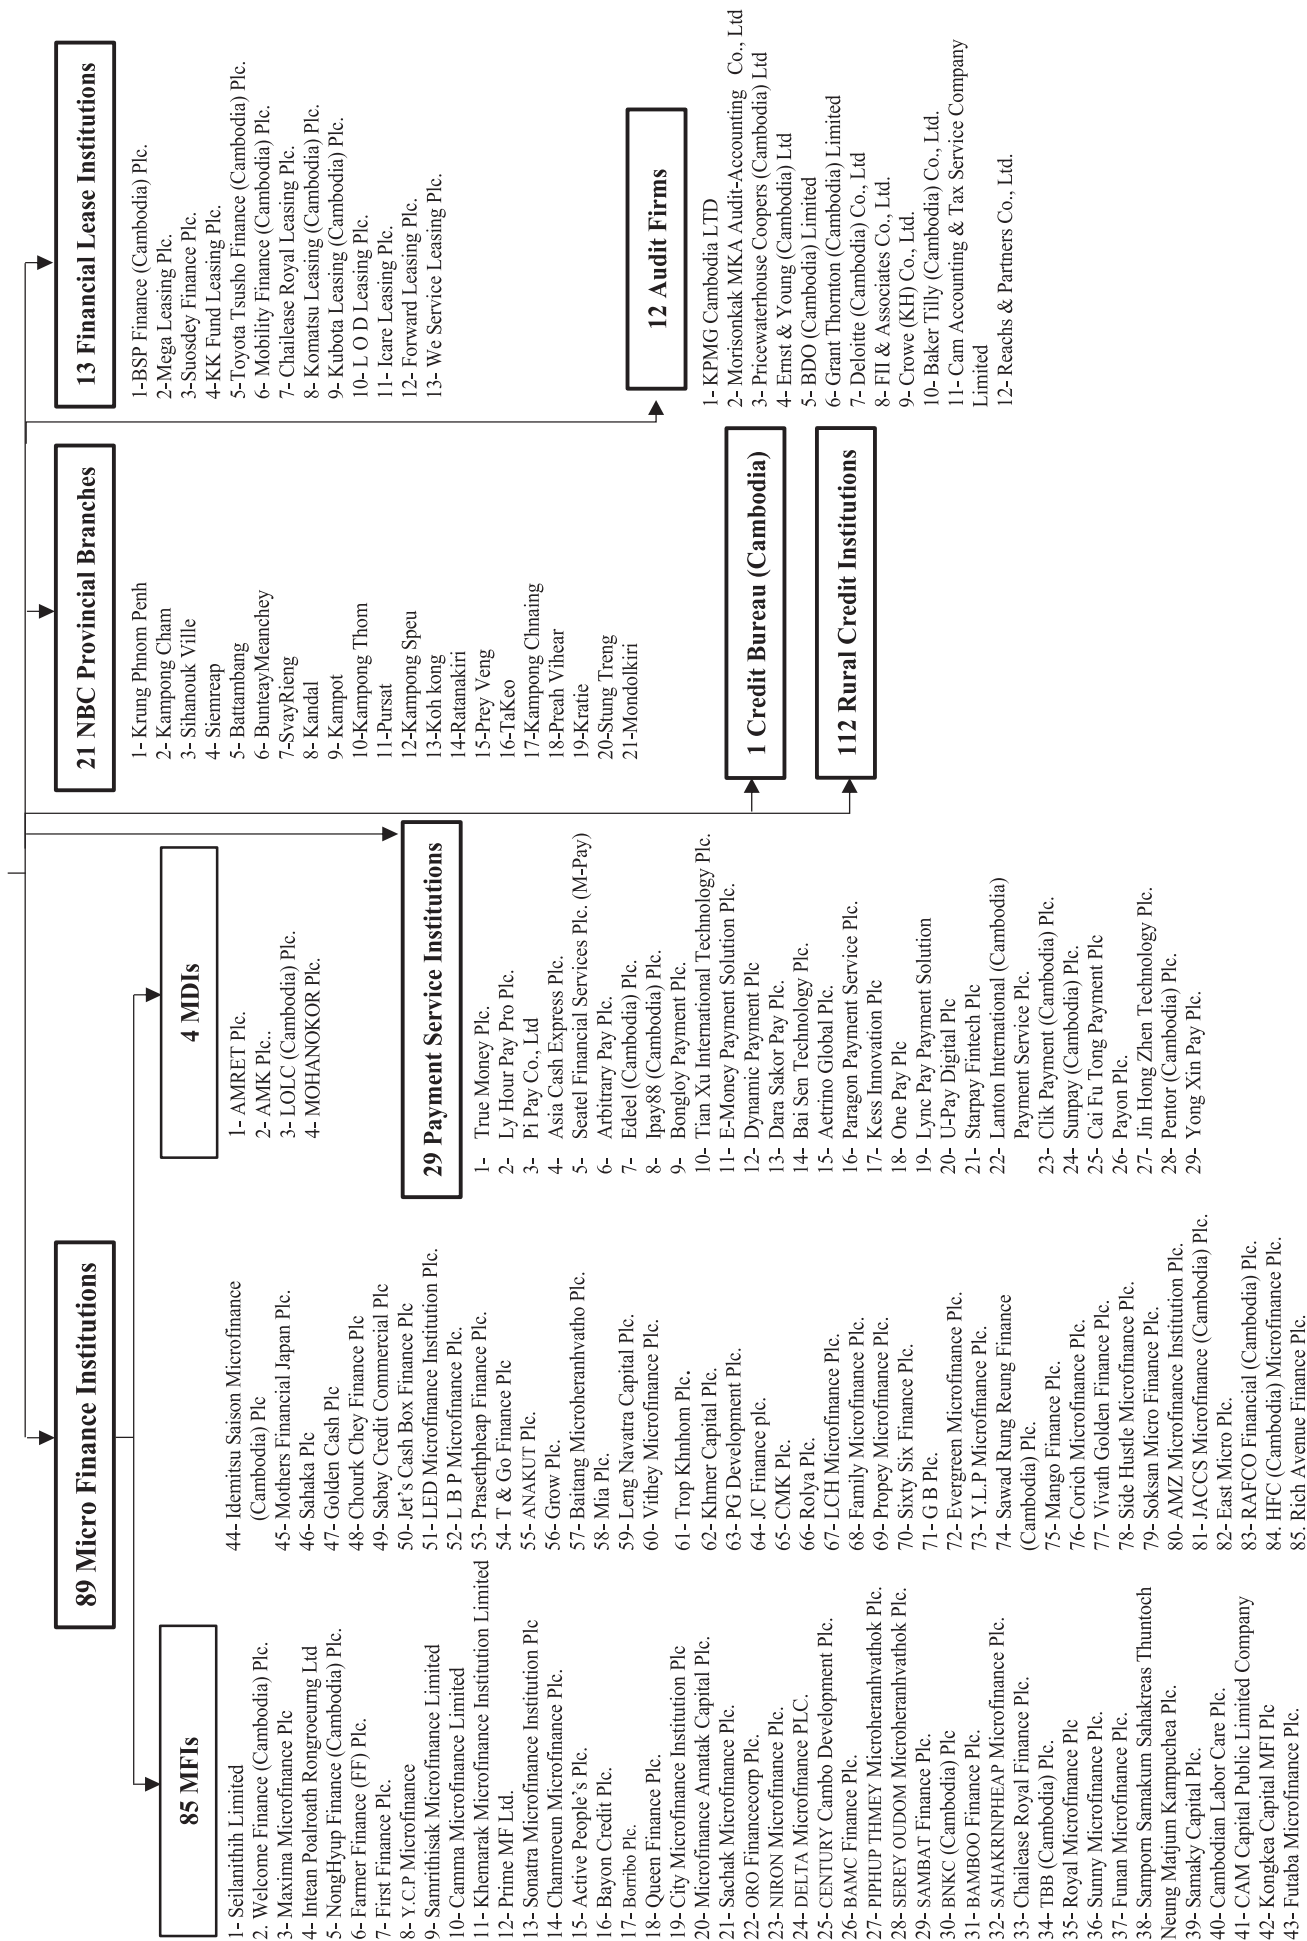 89 Micro Finance Institutions
85 MFIs
1- Seilanithih Limited
2. Welcome Finance (Cambodia) Plc.
3- Maxima Microfinance Plc
4- Intean Poalroath Rongroeurng Ltd
5- NongHyup Finance (Cambodia) Plc.
6- Farmer Finance (FF) Plc.
7- First Finance Plc.
8- Y.C.P Microfinance
9- Samrithisak Microfinance Limited
10- Camma Microfinance Limited
11- Khemarak Microfinance Institution Limited
12- Prime MF Ltd.
13- Sonatra Microfinance Institution Plc
14- Chamroeun Microfinance Plc.
15- Active People's Plc.
16- Bayon Credit Plc.
17- Borribo Plc.
18- Queen Finance Plc.
19- City Microfinance Institution Plc
20- Microfinance Amatak Capital Plc.
21- Sachak Microfinance Plc.
22- ORO Financecorp Plc.
23- NIRON Microfinance Plc.
24- DELTA Microfinance PLC.
25- CENTURY Cambo Development Plc.
26- BAMC Finance Plc.
27- PIPHUP THMEY Microheranhvathok Plc.
28- SEREY OUDOM Microheranhvathok Plc.
29- SAMBAT Finance Plc.
30- BNKC (Cambodia) Plc
31- BAMBOO Finance Plc.
32- SAHAKRINPHEAP Microfinance Plc.
33- Chailease Royal Finance Plc.
34- TBB (Cambodia) Plc.
35- Royal Microfinance Plc
36- Sunny Microfinance Plc.
37- Funan Microfinance Plc.
38- Samporn Samakum Sahakreas Thuntoch
Neung Matjum Kampuchea Plc.
39- Samaky Capital Plc.
40- Cambodian Labor Care Plc.
41- CAM Capital Public Limited Company
42- Kongkea Capital MFI Plc
43- Futaba Microfinance Plc.
44- Idemitsu Saison Microfinance
(Cambodia) Plc
45- Mothers Financial Japan Plc.
46- Sahaka Plc
47- Golden Cash Plc
48- Chourk Chey Finance Plc
49- Sabay Credit Commercial Plc
50- Jet's Cash Box Finance Plc
51- LED Microfinance Institution Plc.
52- L B P Microfinance Plc.
53- Prasethpheap Finance Plc.
54- T & Go Finance Plc
55- ANAKUT Plc.
56- Grow Plc.
57- Baitang Microheranhvatho Plc.
58- Mia Plc.
59- Leng Navatra Capital Plc.
60- Vithey Microfinance Plc.
61- Trop Khnhom Plc.
62- Khmer Capital Plc.
63- PG Development Plc.
64- JC Finance plc.
65- CMK Plc.
66- Rolya Plc.
67- LCH Microfinance Plc.
68- Family Microfinance Plc.
69- Propey Microfinance Plc.
70- Sixty Six Finance Plc.
71- G B Plc.
72- Evergreen Microfinance Plc.
73- Y.L.P Microfinance Plc.
74- Sawad Rung Reung Finance
(Cambodia) Plc.
75- Mango Finance Plc.
76- Corich Microfinance Plc.
77- Vivath Golden Finance Plc.
78- Side Hustle Microfinance Plc.
79- Soksan Micro Finance Plc.
80- AMZ Microfinance Institution Plc.
81- JACCS Microfinance (Cambodia) Plc.
82- East Micro Plc.
83- RAFCO Financial (Cambodia) Plc.
84. HFC (Cambodia) Microfinance Plc.
85. Rich Avenue Finance Plc.
4 MDIs
1- AMRET Plc.
2- AMK Plc..
3- LOLC (Cambodia) Plc.
4- MOHANOKOR Plc.
29 Payment Service Institutions
1- True Money Plc.
2- Ly Hour Pay Pro Plc.
3- Pi Pay Co., Ltd
4- Asia Cash Express Plc.
5- Seatel Financial Services Plc. (M-Pay)
6- Arbitrary Pay Plc.
7- Edeel (Cambodia) Plc.
8- Ipay88 (Cambodia) Plc.
9- Bongloy Payment Plc.
10- Tian Xu International Technology Plc.
11- E-Money Payment Solution Plc.
12- Dynamic Payment Plc
13- Dara Sakor Pay Plc.
14- Bai Sen Technology Plc.
15- Aetrino Global Plc.
16- Paragon Payment Service Plc.
17- Kess Innovation Plc
18- One Pay Plc
19- Lync Pay Payment Solution
20- U-Pay Digital Plc
21- Starpay Fintech Plc
22- Lanton International (Cambodia)
Payment Service Plc.
23- Clik Payment (Cambodia) Plc.
24- Sunpay (Cambodia) Plc.
25- Cai Fu Tong Payment Plc
26- Payon Plc.
27- Jin Hong Zhen Technology Plc.
28- Pentor (Cambodia) Plc.
29- Yong Xin Pay Plc.
21 NBC Provincial Branches
1- Krung Phnom Penh
2- Kampong Cham
3- Sihanouk Ville
4- Siemreap
5- Battambang
6- BunteayMeanchey
7-SvayRieng
8- Kandal
9- Kampot
10-Kampong Thom
11-Pursat
12-Kampong Speu
13-Koh kong
14-Ratanakiri
15-Prey Veng
16-TaKeo
17-Kampong Chnaing
18-Preah Vihear
19-Kratie
20-Stung Treng
21-Mondolkiri
1 Credit Bureau (Cambodia)
112 Rural Credit Institutions
13 Financial Lease Institutions
1-BSP Finance (Cambodia) Plc.
2-Mega Leasing Plc.
3-Suosdey Finance Plc.
4-KK Fund Leasing Plc.
5-Toyota Tsusho Finance (Cambodia) Plc.
6- Mobility Finance (Cambodia) Plc.
7- Chailease Royal Leasing Plc.
8- Komatsu Leasing (Cambodia) Plc.
9- Kubota Leasing (Cambodia) Plc.
10- L O D Leasing Plc.
11- Icare Leasing Plc.
12- Forward Leasing Plc.
13- We Service Leasing Plc.
12 Audit Firms
1- KPMG Cambodia LTD
2- Morisonkak MKA Audit-Accounting Co., Ltd
3- Pricewaterhouse Coopers (Cambodia) Ltd
4- Ernst & Young (Cambodia) Ltd
5- BDO (Cambodia) Limited
6- Grant Thornton (Cambodia) Limited
7- Deloitte (Cambodia) Co., Ltd
8- FII & Associates Co., Ltd.
9- Crowe (KH) Co., Ltd.
10- Baker Tilly (Cambodia) Co., Ltd.
11- Cam Accounting & Tax Service Company
Limited
12- Reachs & Partners Co., Ltd.